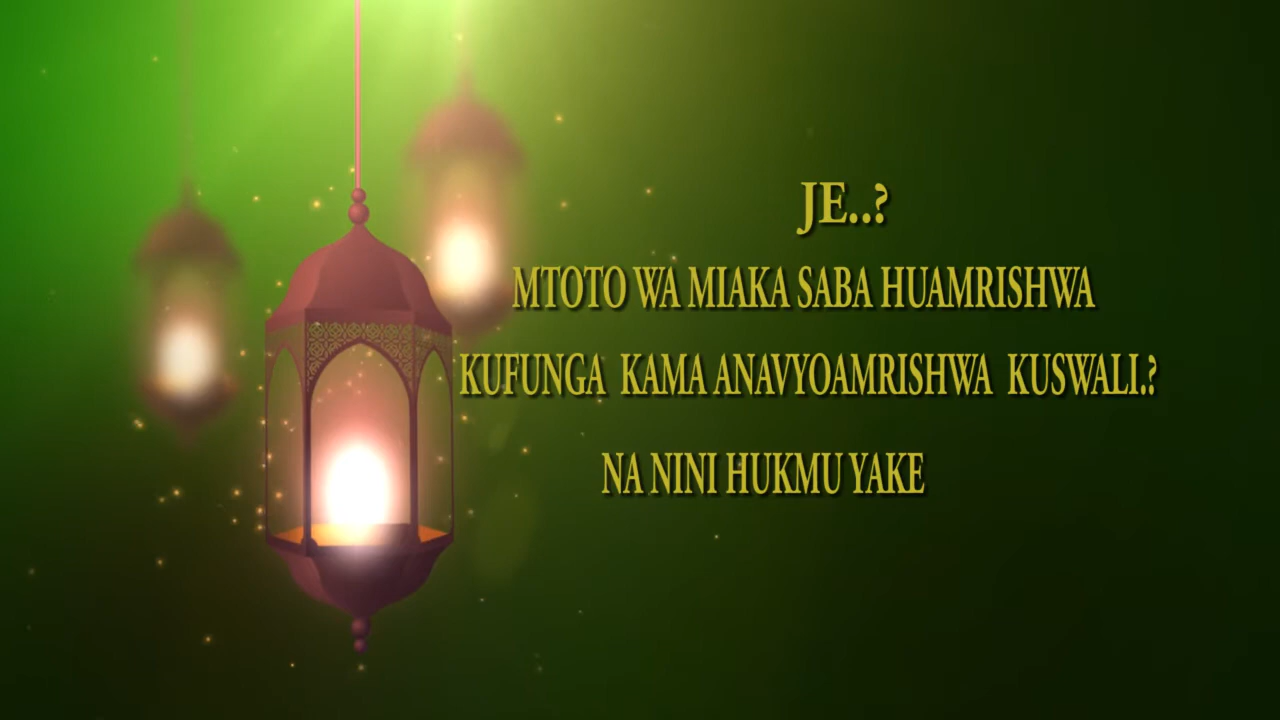 JE..?
MTOTO WA MIAKA SABA HUAMRISHWA
KUFUNGA KAMA ANAVYOAMRISHWA KUSWALI.?
NA NINI HUKMU YAKE